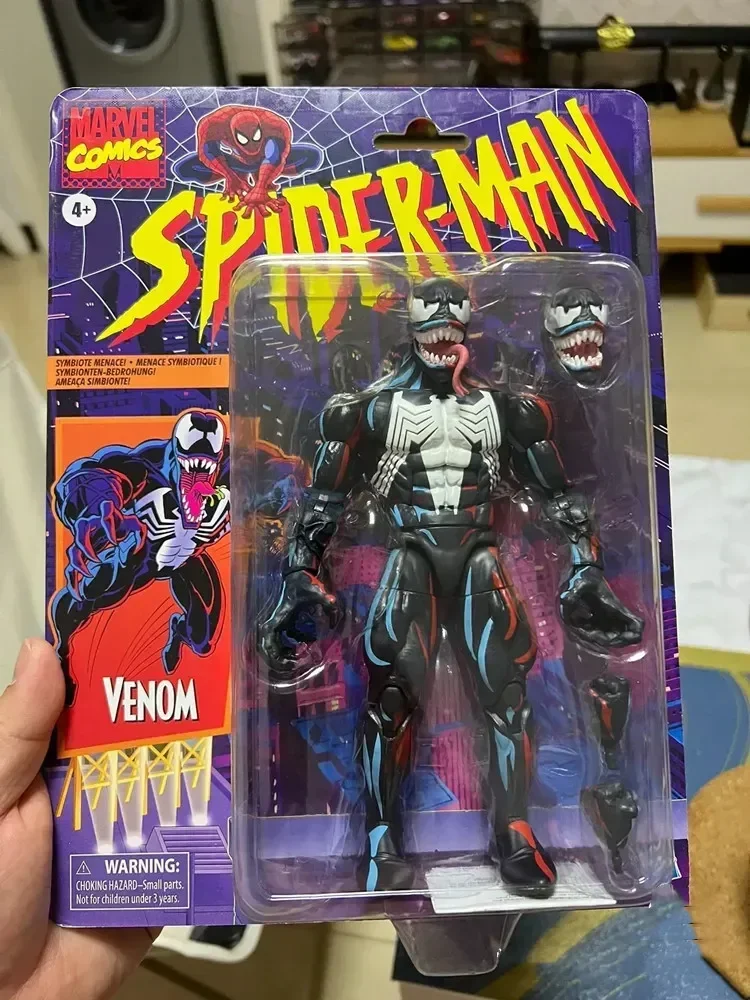 MARVEL
COMICS
M
4+
SPIDER-MAN
SYMBIOTE MENACE! • MENACE SYMBIOTIQUE !
SYMBIONTEN-BEDROHUNG!
AMEAÇA SIMBIONTE!
VENOM
WARNING:
CHOKING HAZARD–Small parts.
Not for children under 3 years.